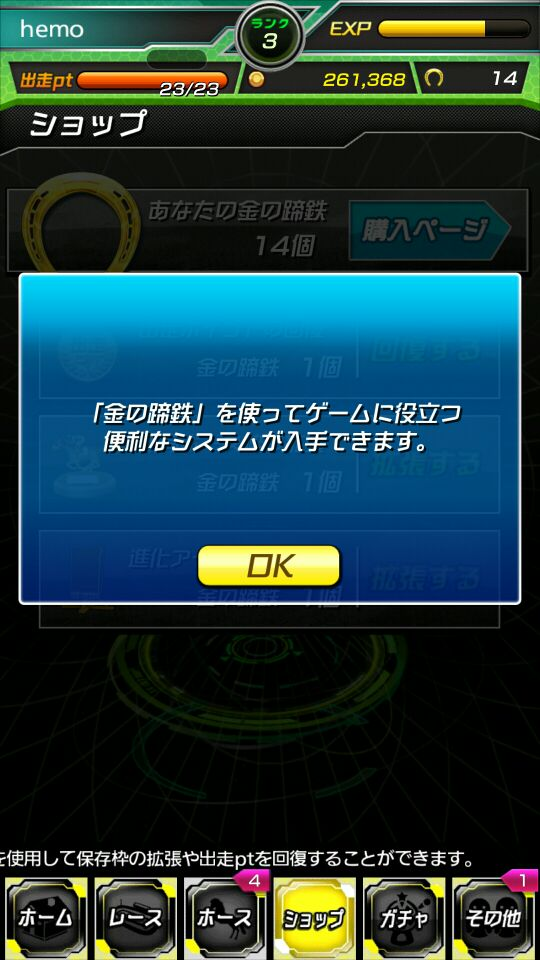 hemo
ランク
3
EXP
出走pt
23/23
261,368
14
ショップ
あなたの金の蹄鉄
14個
購入ページ
金の蹄鉄 1個
回復する
「金の蹄鉄」を使ってゲームに役立つ
便利なシステムが入手できます。
金の蹄鉄 1個
拡張する
OK
進化ア
金の蹄鉄 1個
拡張する
を使用して保存枠の拡張や出走ptを回復することができます。
4
1
ホーム
レース
ホース
ショップ
ガチャ
その他